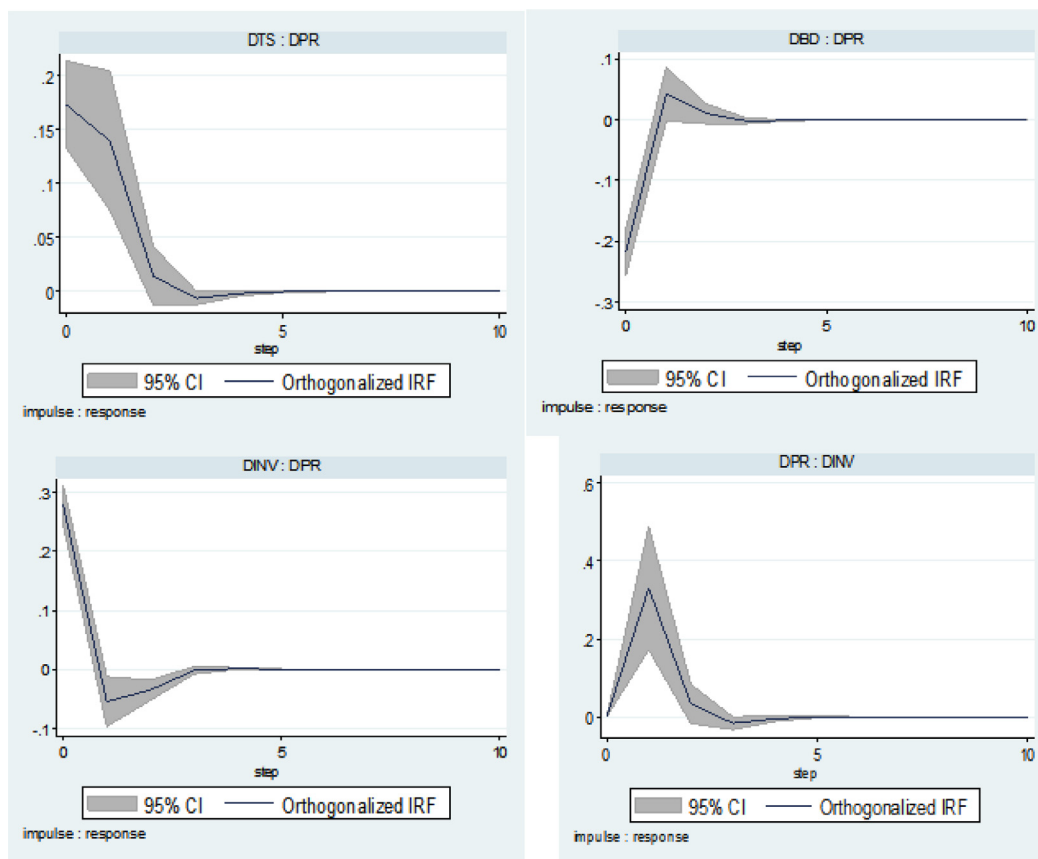 DTS : DPR
.2
.15
.1
.05
0
0 5 10
step
95% CI Orthogonalized IRF
impulse : response
DBD : DPR
.1
0
-.1
-.2
-.3
0 5 10
step
95% CI Orthogonalized IRF
impulse : response
DINV : DPR
.3
.2
.1
0
-.1
0 5 10
step
95% CI Orthogonalized IRF
impulse : response
DPR : DINV
.6
.4
.2
0
0 5 10
step
95% CI Orthogonalized IRF
impulse : response